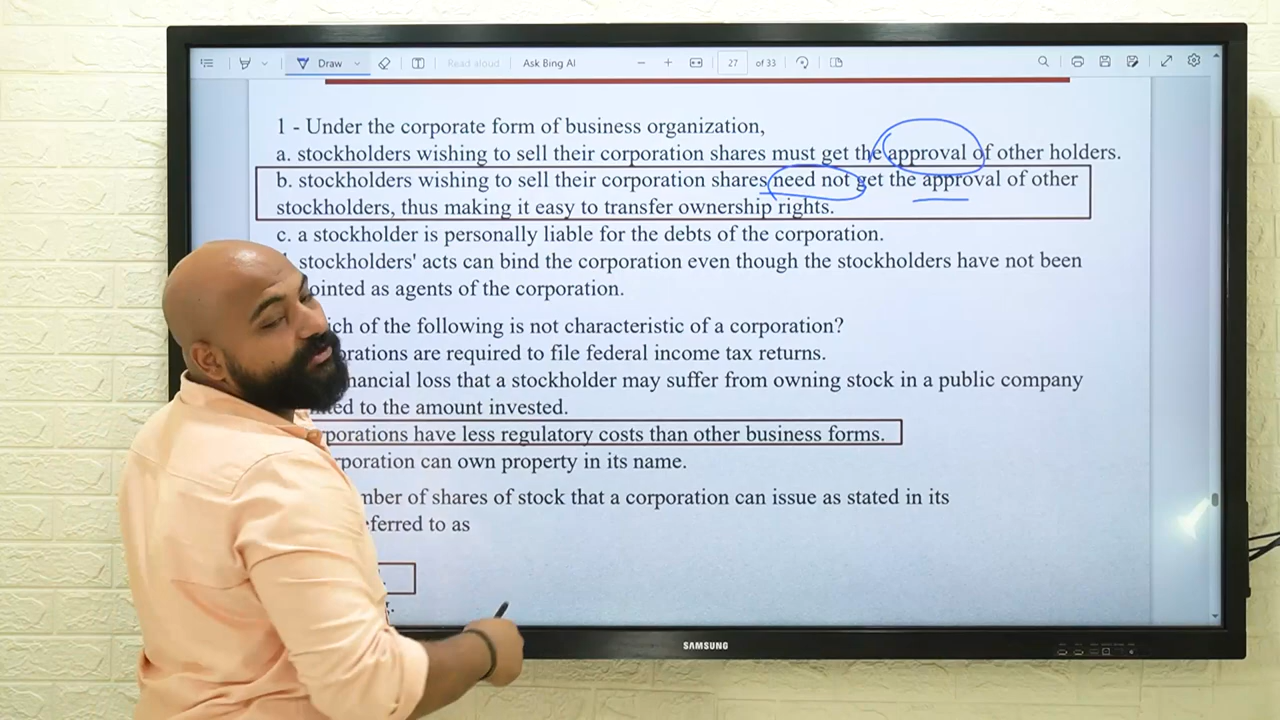 Draw
Read aloud
Ask Bing AI
27
of 33
1 - Under the corporate form of business organization,
a. stockholders wishing to sell their corporation shares must get the approval of other holders.
b. stockholders wishing to sell their corporation shares need not get the approval of other
stockholders, thus making it easy to transfer ownership rights.
c. a stockholder is personally liable for the debts of the corporation.
stockholders' acts can bind the corporation even though the stockholders have not been
ointed as agents of the corporation.
ich of the following is not characteristic of a corporation?
orations are required to file federal income tax returns.
nancial loss that a stockholder may suffer from owning stock in a public company
ted to the amount invested.
porations have less regulatory costs than other business forms.
rporation can own property in its name.
mber of shares of stock that a corporation can issue as stated in its
eferred to as
SAMSUNG